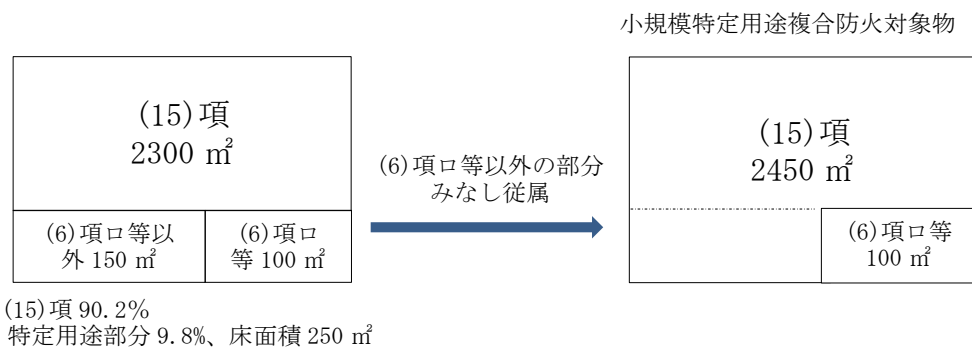 小規模特定用途複合防火対象物
(15)項
2300 ㎡
(6)項ロ等以
外 150 ㎡
(6)項ロ
等 100 ㎡
(6)項ロ等以外の部分
みなし従属
(15)項
2450 ㎡
(6)項ロ等
100 ㎡
(15)項 90.2%
特定用途部分 9.8%、床面積 250 ㎡